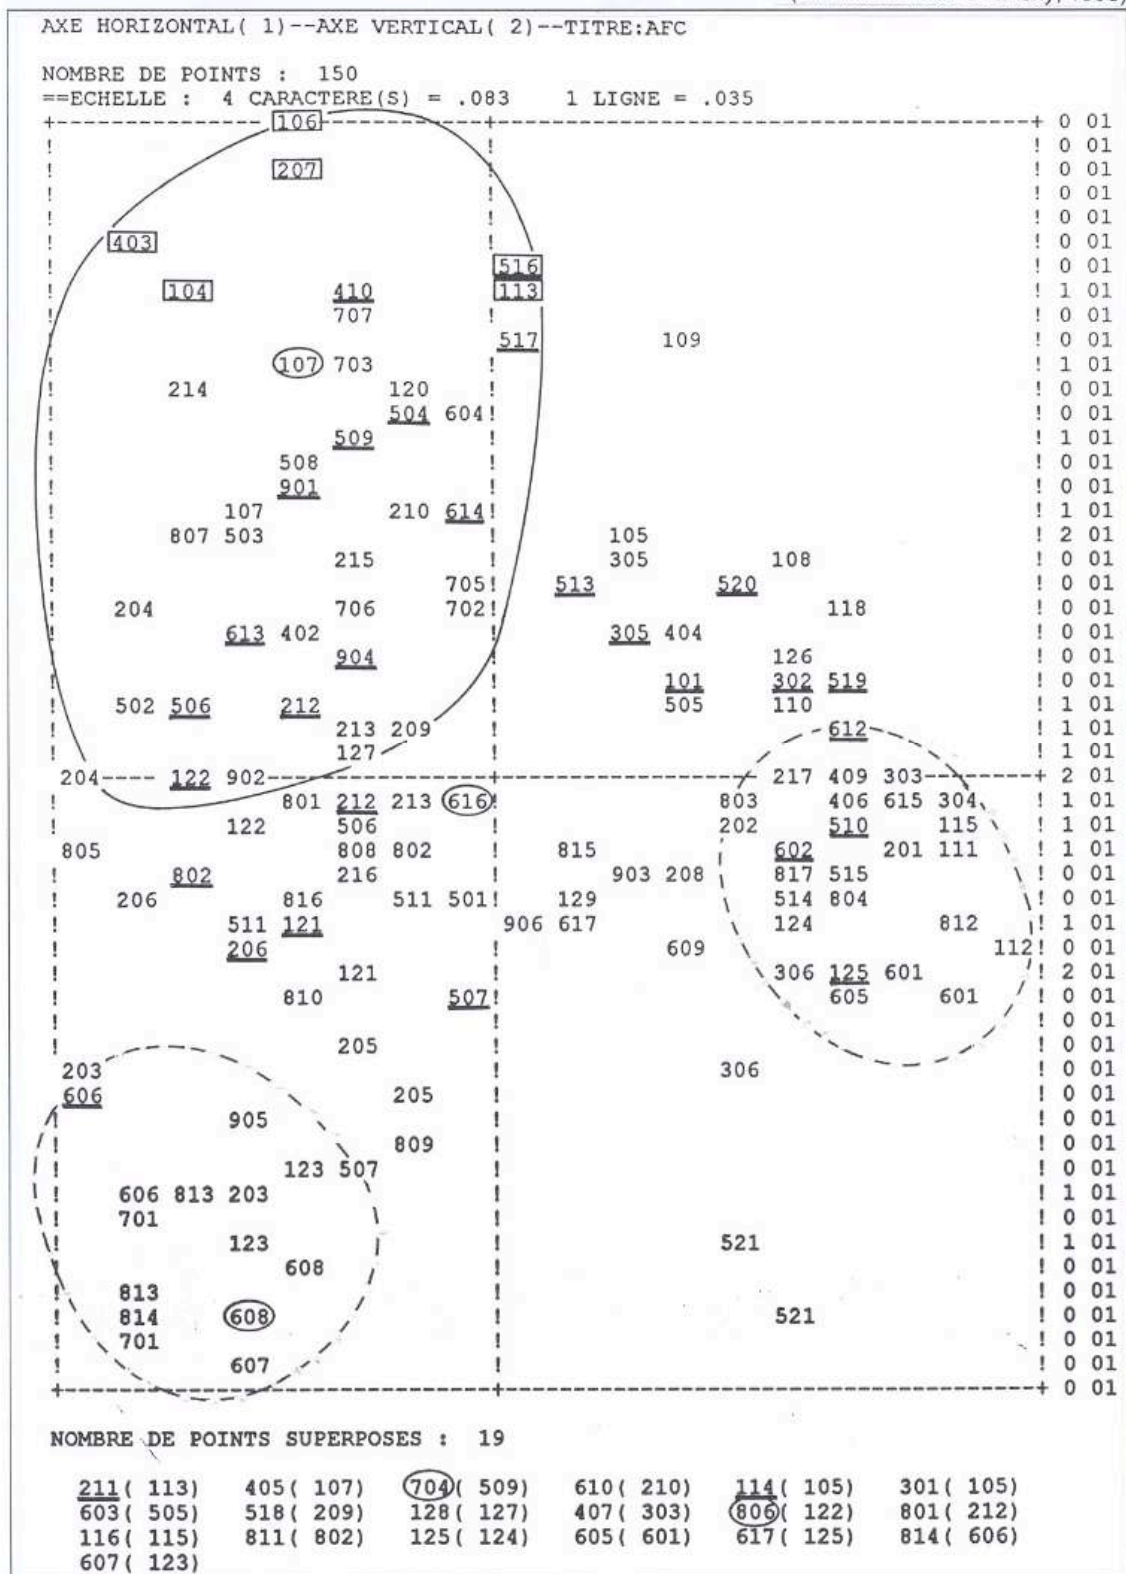 AXE HORIZONTAL( 1)--AXE VERTICAL( 2)--TITRE:AFC
NOMBRE DE POINTS : 150
==ECHELLE : 4 CARACTERE(S) = .083 1 LIGNE = .035
106 0 01
0 01
207 0 01
0 01
0 01
403 0 01
516 0 01
104 410 113 1 01
707 0 01
517 109 0 01
107 703 1 01
214 120 0 01
504 604 0 01
509 1 01
508 0 01
901 0 01
107 210 614 1 01
807 503 105 2 01
215 305 108 0 01
705 513 520 0 01
204 706 702 118 0 01
613 402 305 404 0 01
904 126 0 01
101 302 519 0 01
502 506 212 505 110 1 01
213 209 612 1 01
127 1 01
204 122 902 217 409 303 2 01
801 212 213 616 803 406 615 304 1 01
122 506 202 510 115 1 01
805 808 802 815 602 201 111 1 01
802 216 903 208 817 515 0 01
206 816 511 501 129 514 804 0 01
511 121 906 617 124 812 1 01
206 609 112 0 01
121 306 125 601 2 01
810 507 605 601 0 01
0 01
205 0 01
203 306 0 01
606 205 0 01
905 0 01
809 0 01
123 507 0 01
606 813 203 1 01
701 0 01
123 521 1 01
608 0 01
813 0 01
814 608 521 0 01
701 0 01
607 0 01
0 01
NOMBRE DE POINTS SUPERPOSES : 19
211( 113) 405( 107) 704( 509) 610( 210) 114( 105) 301( 105)
603( 505) 518( 209) 128( 127) 407( 303) 806( 122) 801( 212)
116( 115) 811( 802) 125( 124) 605( 601) 617( 125) 814( 606)
607( 123)